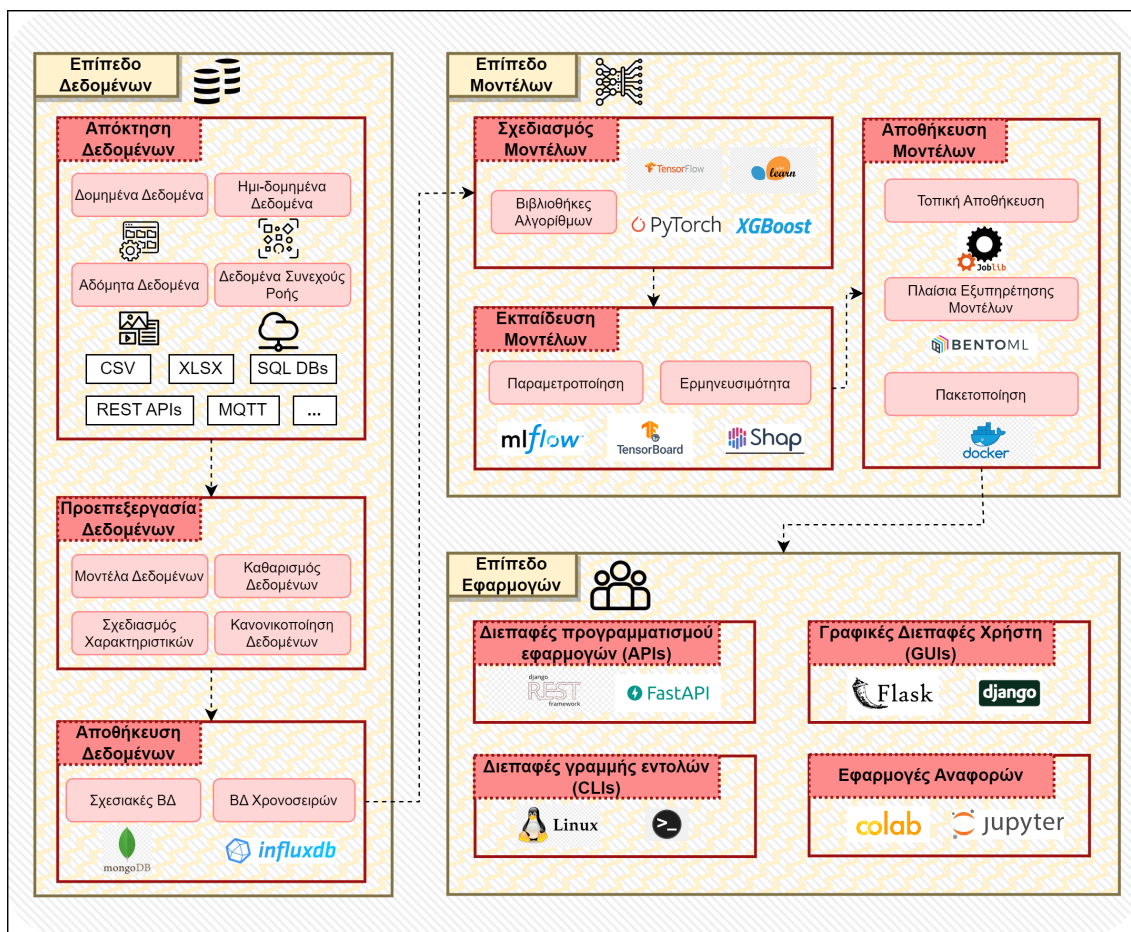 Επίπεδο
Δεδομένων
Απόκτηση
Δεδομένων
Δομημένα Δεδομένα
Ημι-δομημένα
Δεδομένα
Αδόμητα Δεδομένα
Δεδομένα Συνεχούς
Ροής
CSV
XLSX
SQL DBs
REST APIs
MQTT
...
Προεπεξεργασία
Δεδομένων
Μοντέλα Δεδομένων
Καθαρισμός
Δεδομένων
Σχεδιασμός
Χαρακτηριστικών
Κανονικοποίηση
Δεδομένων
Αποθήκευση
Δεδομένων
Σχεσιακές ΒΔ
ΒΔ Χρονοσειρών
mongoDB
influxdb
Επίπεδο
Μοντέλων
Σχεδιασμός
Μοντέλων
TensorFlow
learn
Βιβλιοθήκες
Αλγορίθμων
PyTorch
XGBoost
Εκπαίδευση
Μοντέλων
Παραμετροποίηση
Ερμηνευσιμότητα
mlflow
TensorBoard
Shap
Αποθήκευση
Μοντέλων
Τοπική Αποθήκευση
Joblib
Πλαίσια Εξυπηρέτησης
Μοντέλων
BENTOML
Πακετοποίηση
docker
Επίπεδο
Εφαρμογών
Διεπαφές προγραμματισμού
εφαρμογών (APIs)
django
REST
framework
FastAPI
Γραφικές Διεπαφές Χρήστη
(GUIs)
Flask
django
Διεπαφές γραμμής εντολών
(CLIs)
Linux
>_
Εφαρμογές Αναφορών
colab
jupyter